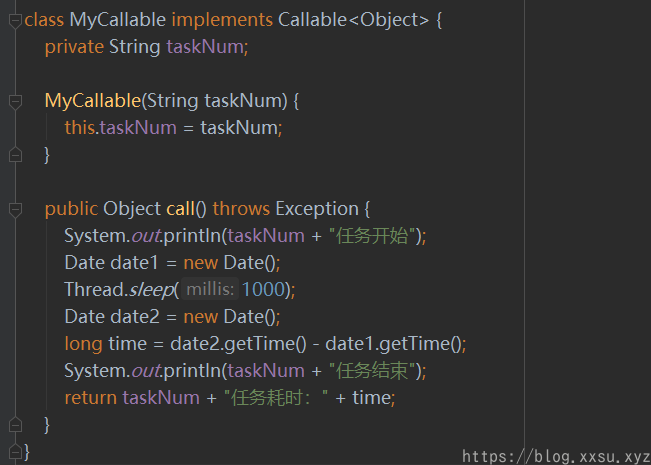 class MyCallable implements Callable<Object> {
private String taskNum;
MyCallable(String taskNum) {
this.taskNum = taskNum;
}
public Object call() throws Exception {
System.out.println(taskNum + "任务开始");
Date date1 = new Date();
Thread.sleep( millis: 1000);
Date date2 = new Date();
long time = date2.getTime() - date1.getTime();
System.out.println(taskNum + "任务结束");
return taskNum + "任务耗时：" + time;
}
}
https://blog.xxsu.xyz